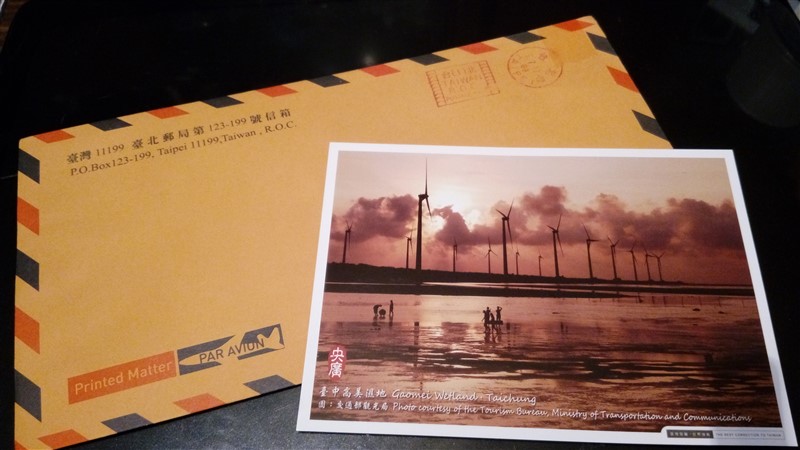 臺灣 11199 臺北郵局第 123-199 號信箱
P.O.Box123-199, Taipei 11199,Taiwan , R.O.C.
Printed Matter
PAR AVION
央廣
臺中高美濕地 Gaomei Wetland, Taichung
圖：交通部觀光局 Photo courtesy of the Tourism Bureau, Ministry of Transportation and Communications